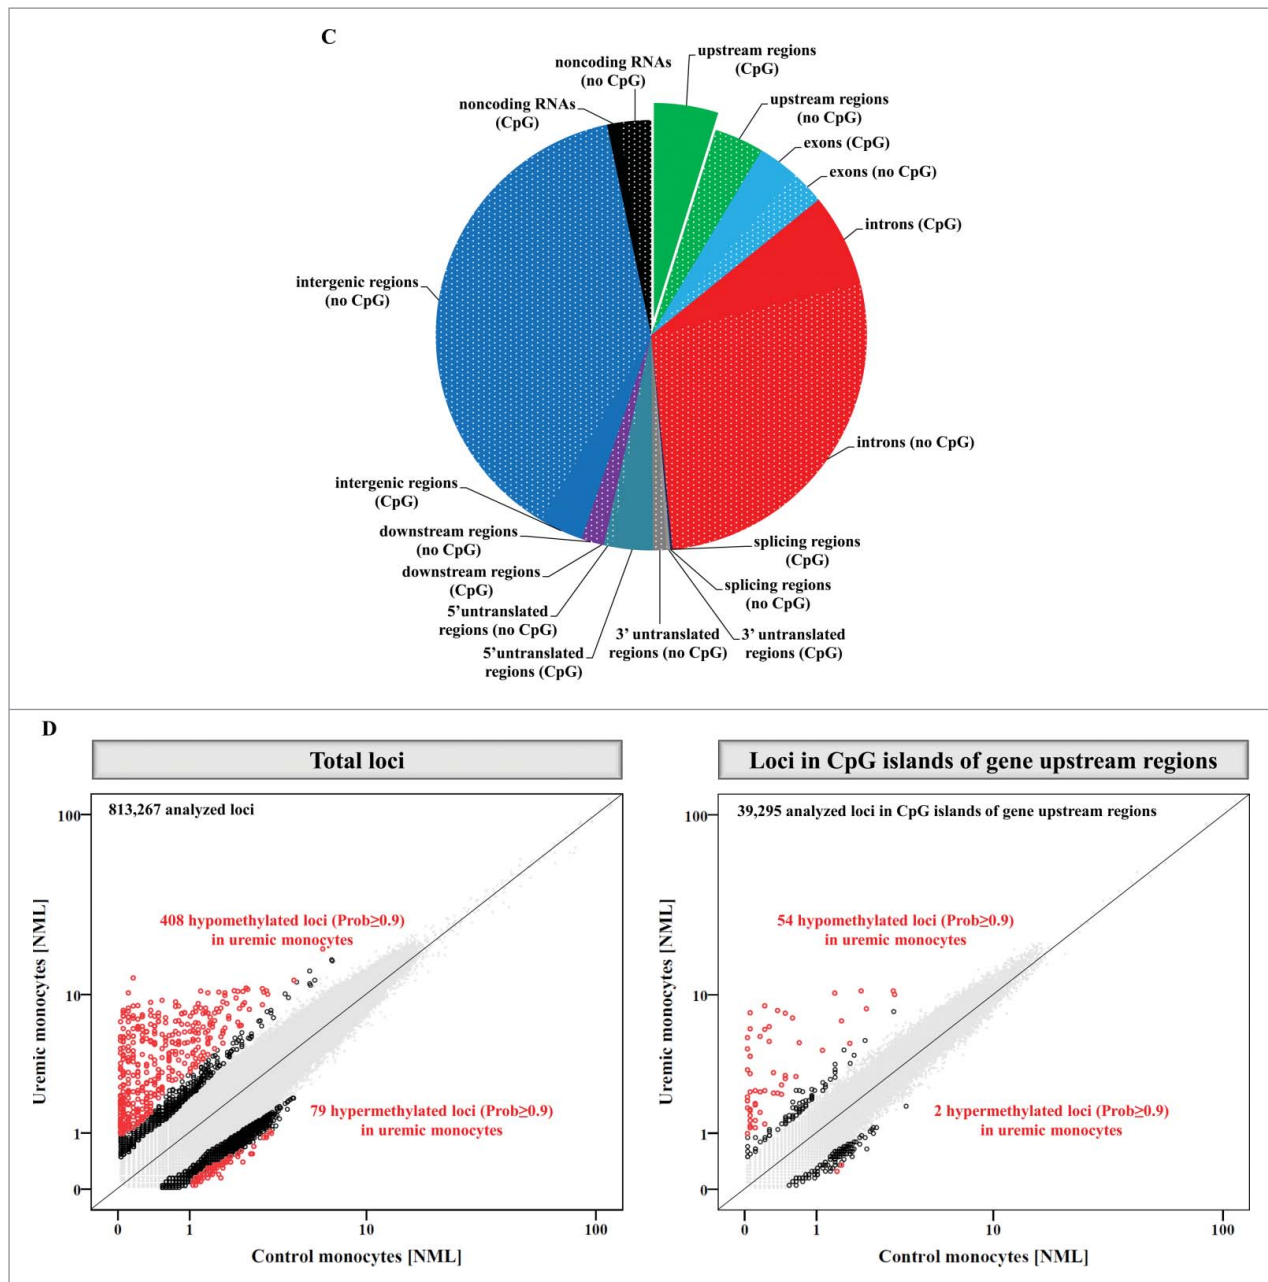 C
upstream regions
(CpG)
noncoding RNAs
(no CpG)
upstream regions
(no CpG)
noncoding RNAs
(CpG)
exons (CpG)
exons (no CpG)
introns (CpG)
intergenic regions
(no CpG)
introns (no CpG)
intergenic regions
(CpG)
downstream regions
(no CpG)
splicing regions
(CpG)
downstream regions
(CpG)
splicing regions
(no CpG)
5’untranslated
regions (no CpG)
3’ untranslated
regions (no CpG)
3’ untranslated
regions (CpG)
5’untranslated
regions (CpG)
D
Total loci
813,267 analyzed loci
408 hypomethylated loci (Prob≥0.9)
in uremic monocytes
79 hypermethylated loci (Prob≥0.9)
in uremic monocytes
Uremic monocytes [NML]
100
10
1
0
0 1 10 100
Control monocytes [NML]
Loci in CpG islands of gene upstream regions
39,295 analyzed loci in CpG islands of gene upstream regions
54 hypomethylated loci (Prob≥0.9)
in uremic monocytes
2 hypermethylated loci (Prob≥0.9)
in uremic monocytes
Uremic monocytes [NML]
100
10
1
0
0 1 10 100
Control monocytes [NML]